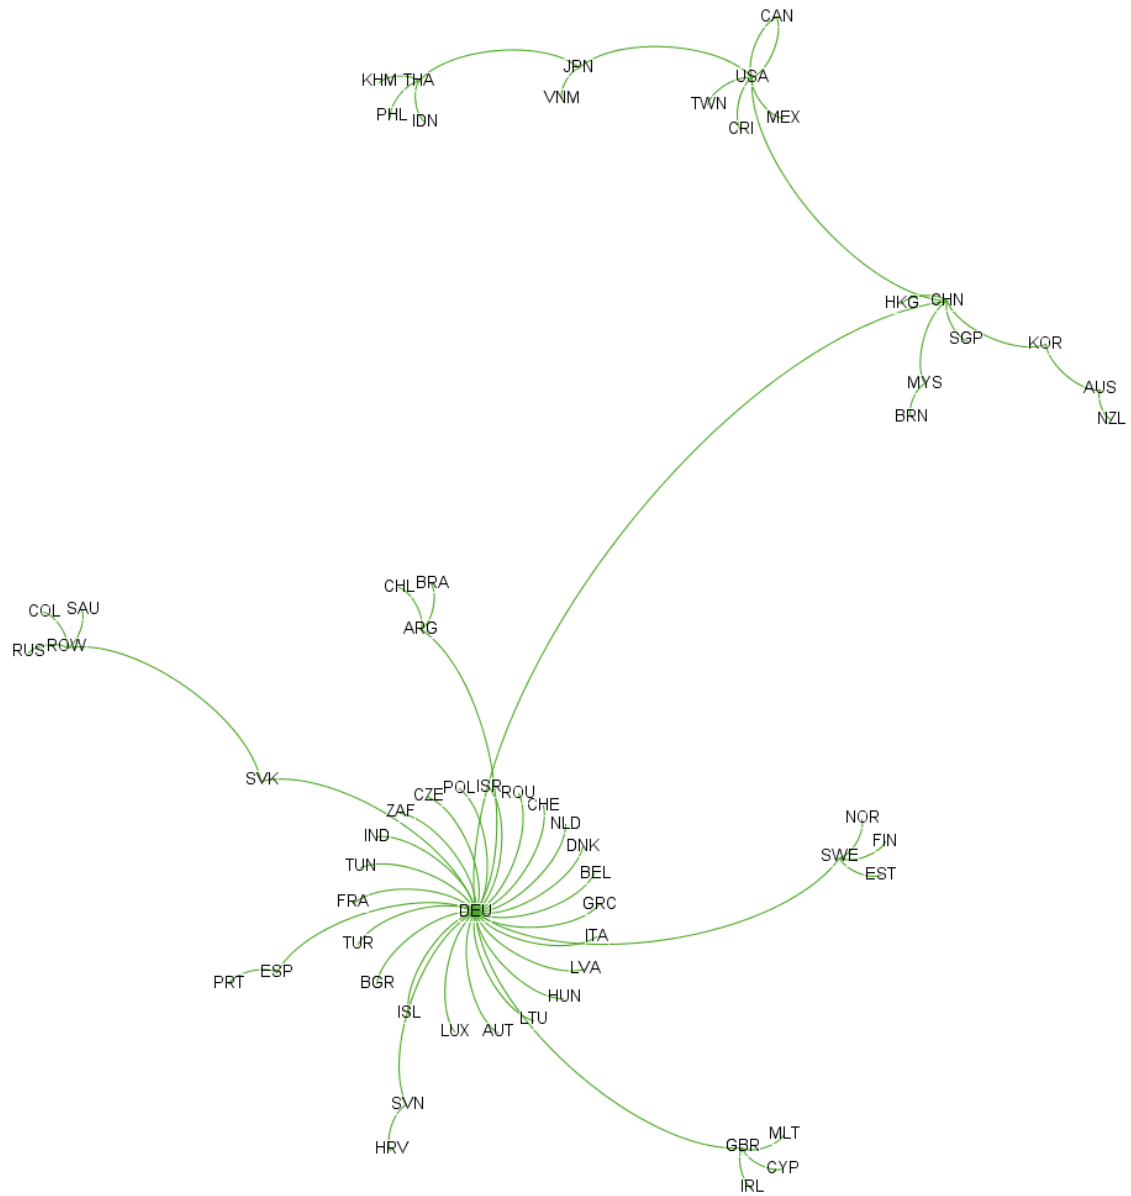 CAN
JPN
USA
KHM THA
VNM
TWN
PHL
IDN
CRI
MEX
HKG CHN
SGP
KOR
MYS
AUS
BRN
NZL
CHL
BRA
COL
SAU
ARG
RUS
ROW
SVK
CZE
POL
ISR
ROU
CHE
ZAF
NOR
NLD
IND
DNK
FIN
SWE
TUN
BEL
EST
FRA
GRC
DEU
ITA
TUR
LVA
PRT
ESP
BGR
HUN
ISL
LTU
LUX
AUT
SVN
HRV
MLT
GBR
CYP
IRL